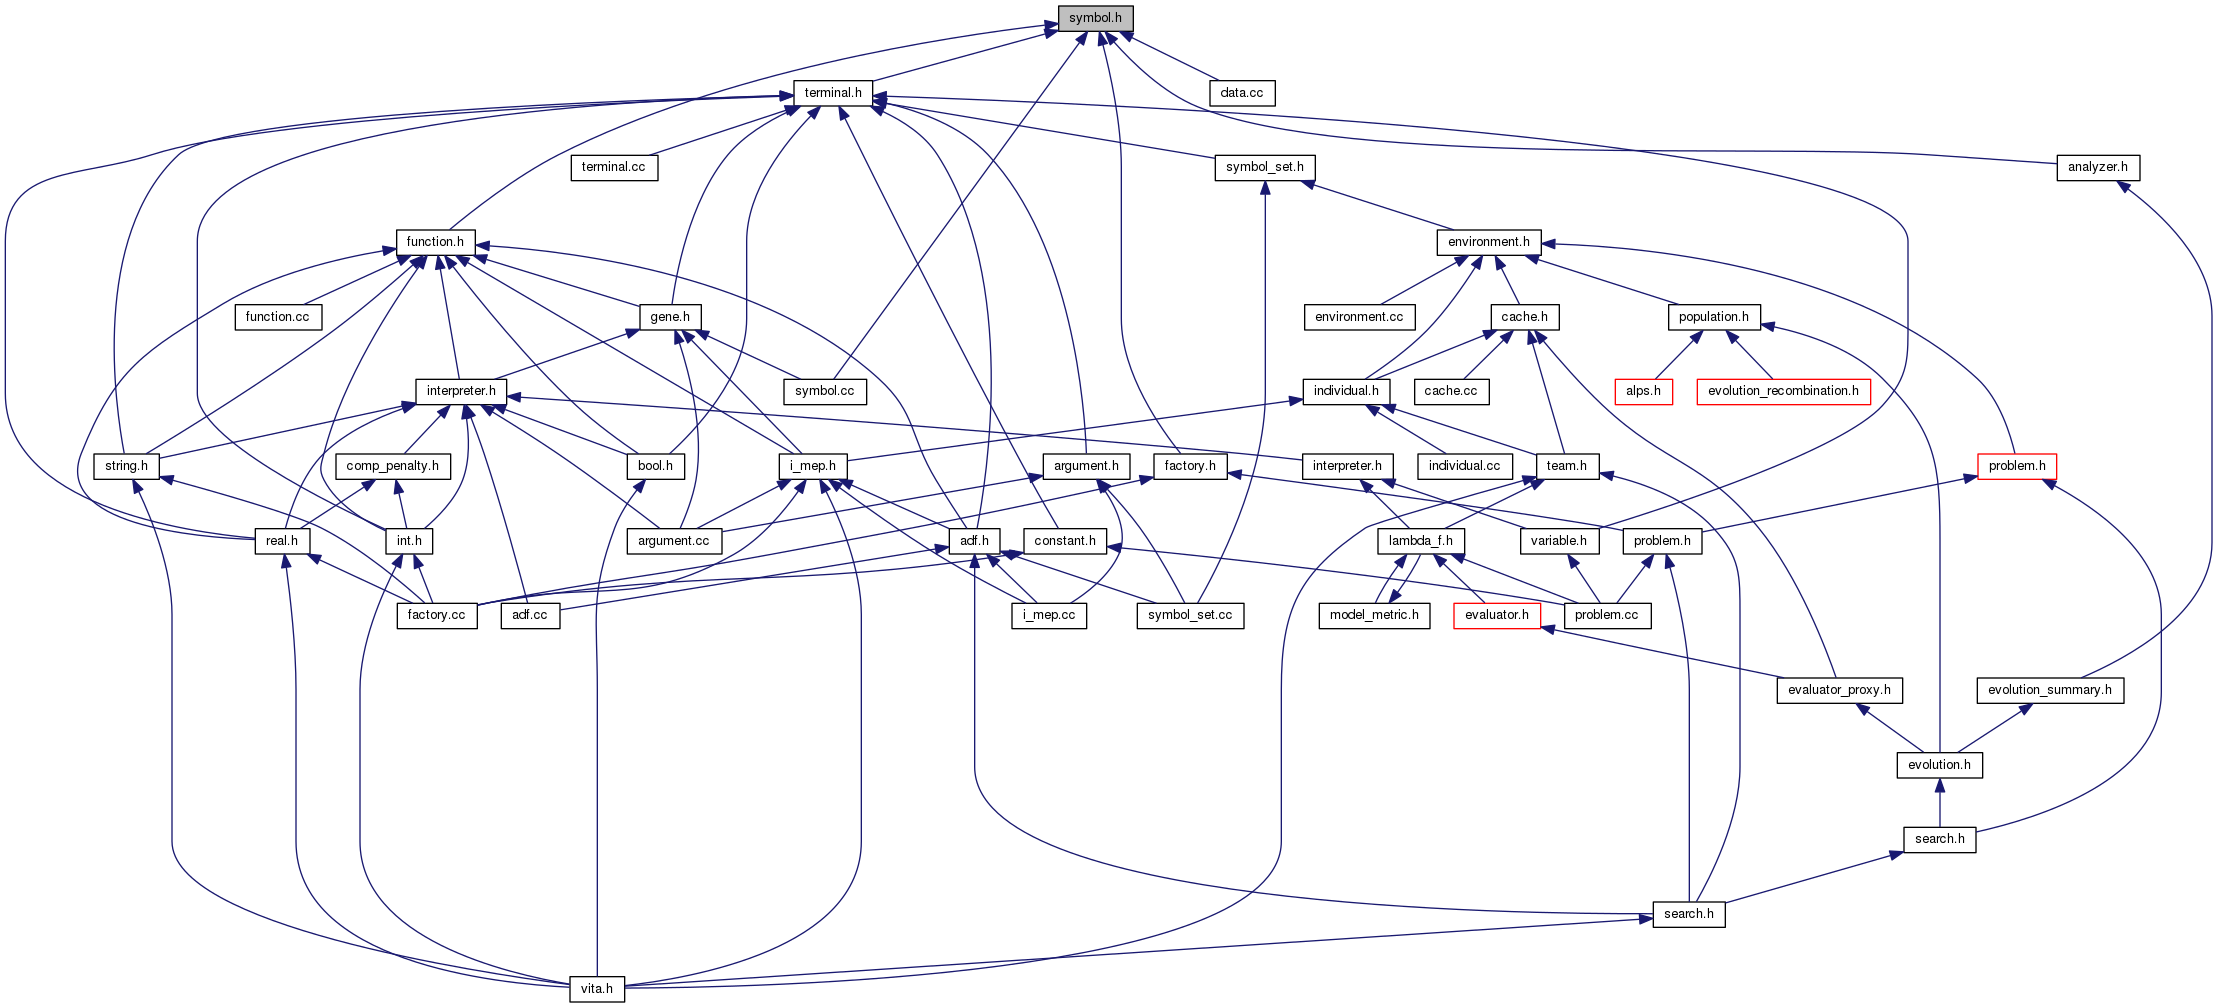 symbol.h
terminal.h
data.cc
terminal.cc
symbol_set.h
analyzer.h
function.h
environment.h
function.cc
gene.h
environment.cc
cache.h
population.h
interpreter.h
symbol.cc
individual.h
cache.cc
alps.h
evolution_recombination.h
string.h
comp_penalty.h
bool.h
i_mep.h
argument.h
factory.h
interpreter.h
individual.cc
team.h
problem.h
real.h
int.h
argument.cc
adf.h
constant.h
lambda_f.h
variable.h
problem.h
factory.cc
adf.cc
i_mep.cc
symbol_set.cc
model_metric.h
evaluator.h
problem.cc
evaluator_proxy.h
evolution_summary.h
evolution.h
search.h
search.h
vita.h